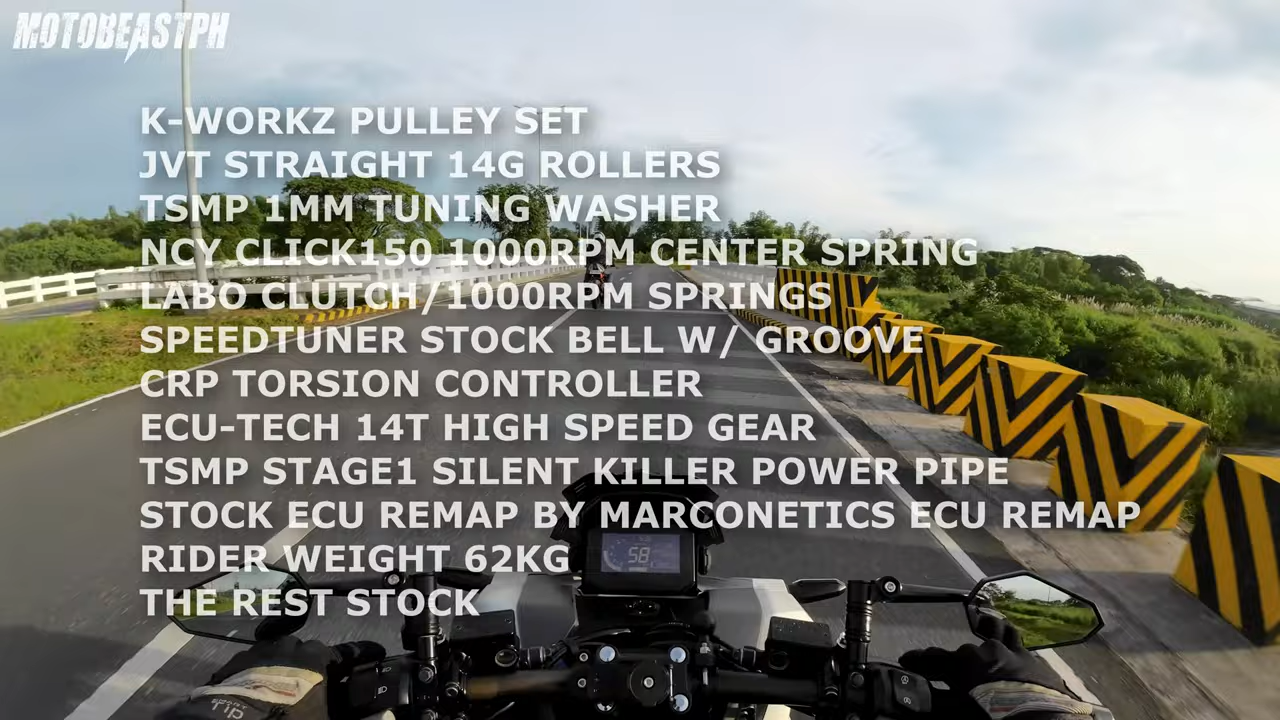 MOTOBEASTPH
K-WORKZ PULLEY SET
JVT STRAIGHT 14G ROLLERS
TSMP 1MM TUNING WASHER
NCY CLICK150 1000RPM CENTER SPRING
LABO CLUTCH/1000RPM SPRINGS
SPEEDTUNER STOCK BELL W/ GROOVE
CRP TORSION CONTROLLER
ECU-TECH 14T HIGH SPEED GEAR
TSMP STAGE1 SILENT KILLER POWER PIPE
STOCK ECU REMAP BY MARCONETICS ECU REMAP
RIDER WEIGHT 62KG
THE REST STOCK
58